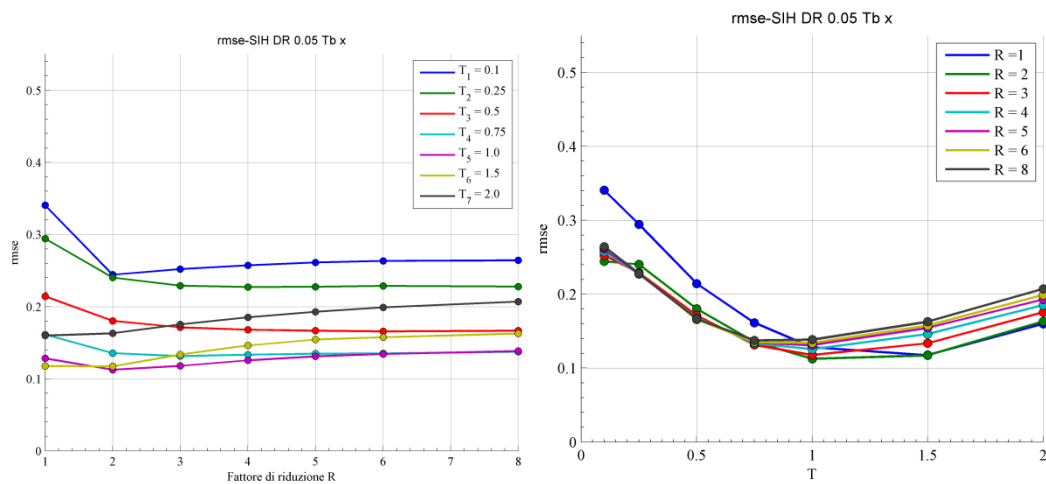 rmse-SIH DR 0.05 Tb x
0.5
0.4
0.3
0.2
0.1
0
rmse
1 2 3 4 5 6 7 8
Fattore di riduzione R
T1 = 0.1
T2 = 0.25
T3 = 0.5
T4 = 0.75
T5 = 1.0
T6 = 1.5
T7 = 2.0
rmse-SIH DR 0.05 Tb x
0.5
0.4
0.3
0.2
0.1
0
rmse
0 0.5 1 1.5 2
T
R =1
R = 2
R = 3
R = 4
R = 5
R = 6
R = 8